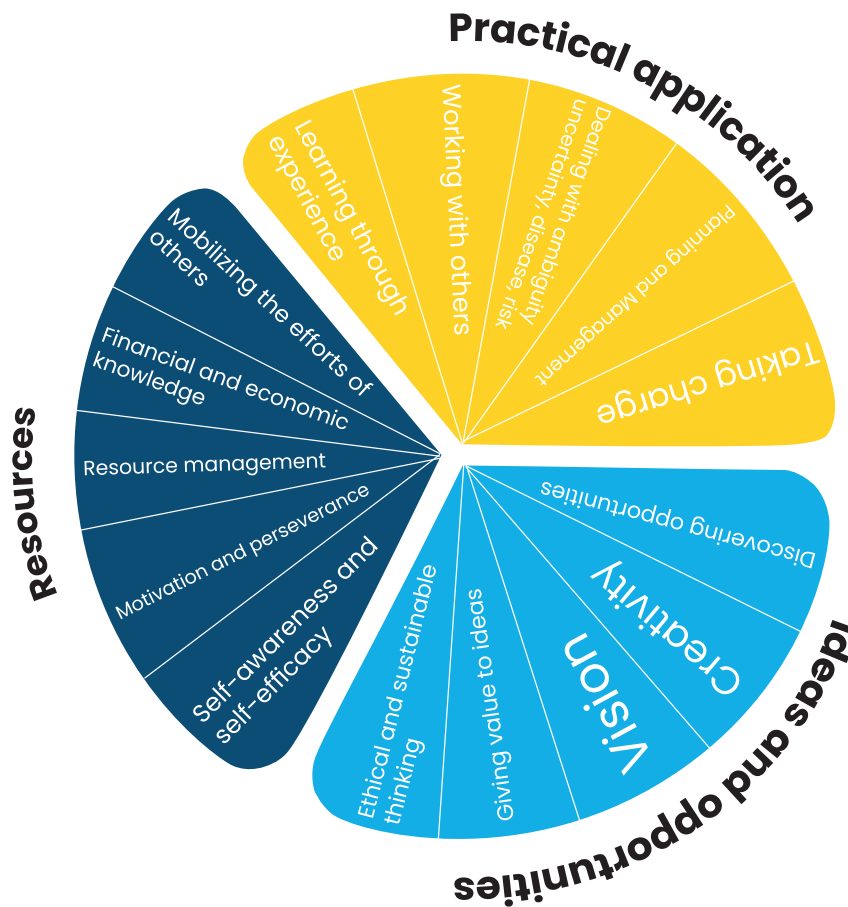 Practical application
Learning through
experience
Working with others
Dealing with ambiguity
uncertainty, disease, risk
Planning and Management
Taking charge
Ideas and opportunities
Discovering opportunities
Creativity
Vision
Giving value to ideas
Ethical and sustainable
thinking
Resources
Self-awareness and
self-efficacy
Motivation and perseverance
Resource management
Financial and economic
knowledge
Mobilizing the efforts of
others